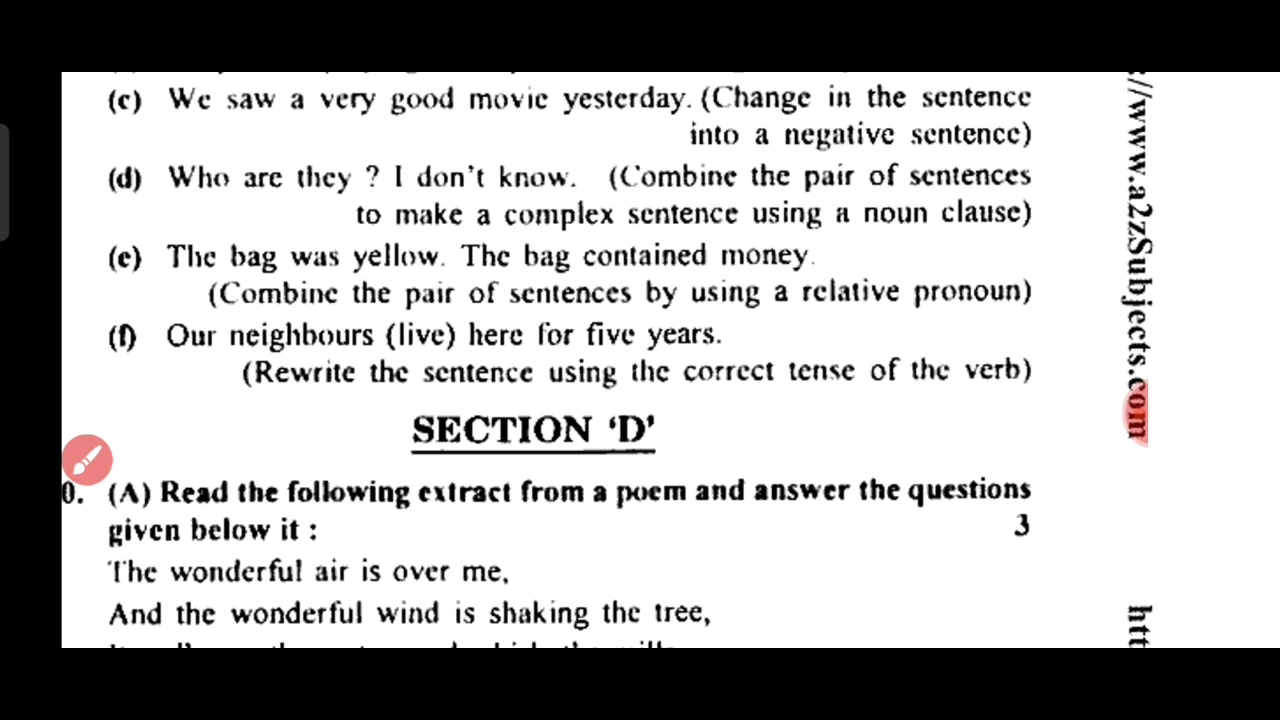 (c) We saw a very good movie yesterday. (Change in the sentence
into a negative sentence)
(d) Who are they ? I don't know. (Combine the pair of sentences
to make a complex sentence using a noun clause)
(e) The bag was yellow. The bag contained money.
(Combine the pair of sentences by using a relative pronoun)
(f) Our neighbours (live) here for five years.
(Rewrite the sentence using the correct tense of the verb)
SECTION 'D'
0. (A) Read the following extract from a poem and answer the questions
given below it : 3
The wonderful air is over me,
And the wonderful wind is shaking the tree,
://www.a2zSubjects.com
htt